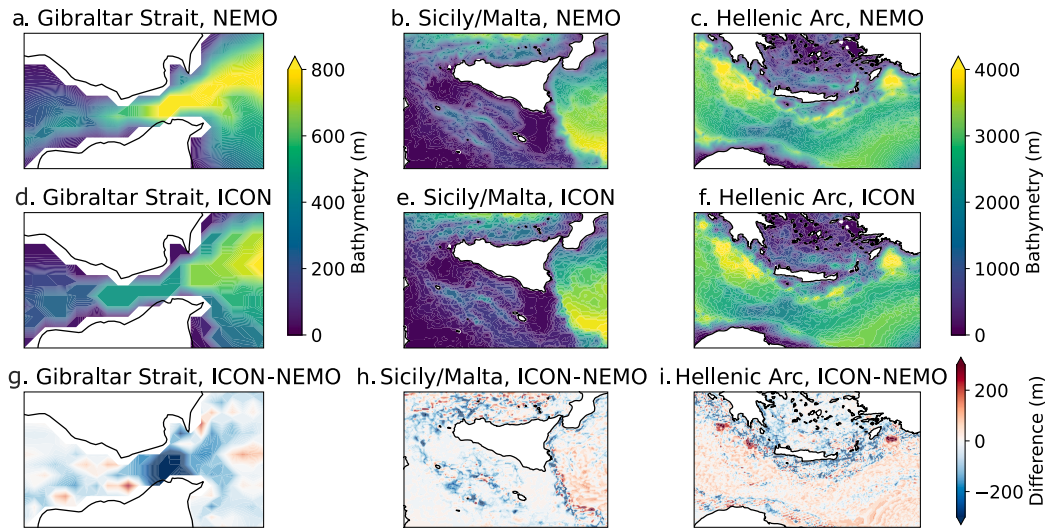 a. Gibraltar Strait, NEMO
b. Sicily/Malta, NEMO
c. Hellenic Arc, NEMO
800
600
400
200
0
Bathymetry (m)
4000
3000
2000
1000
0
Bathymetry (m)
d. Gibraltar Strait, ICON
e. Sicily/Malta, ICON
f. Hellenic Arc, ICON
g. Gibraltar Strait, ICON-NEMO
h. Sicily/Malta, ICON-NEMO
i. Hellenic Arc, ICON-NEMO
200
0
−200
Difference (m)